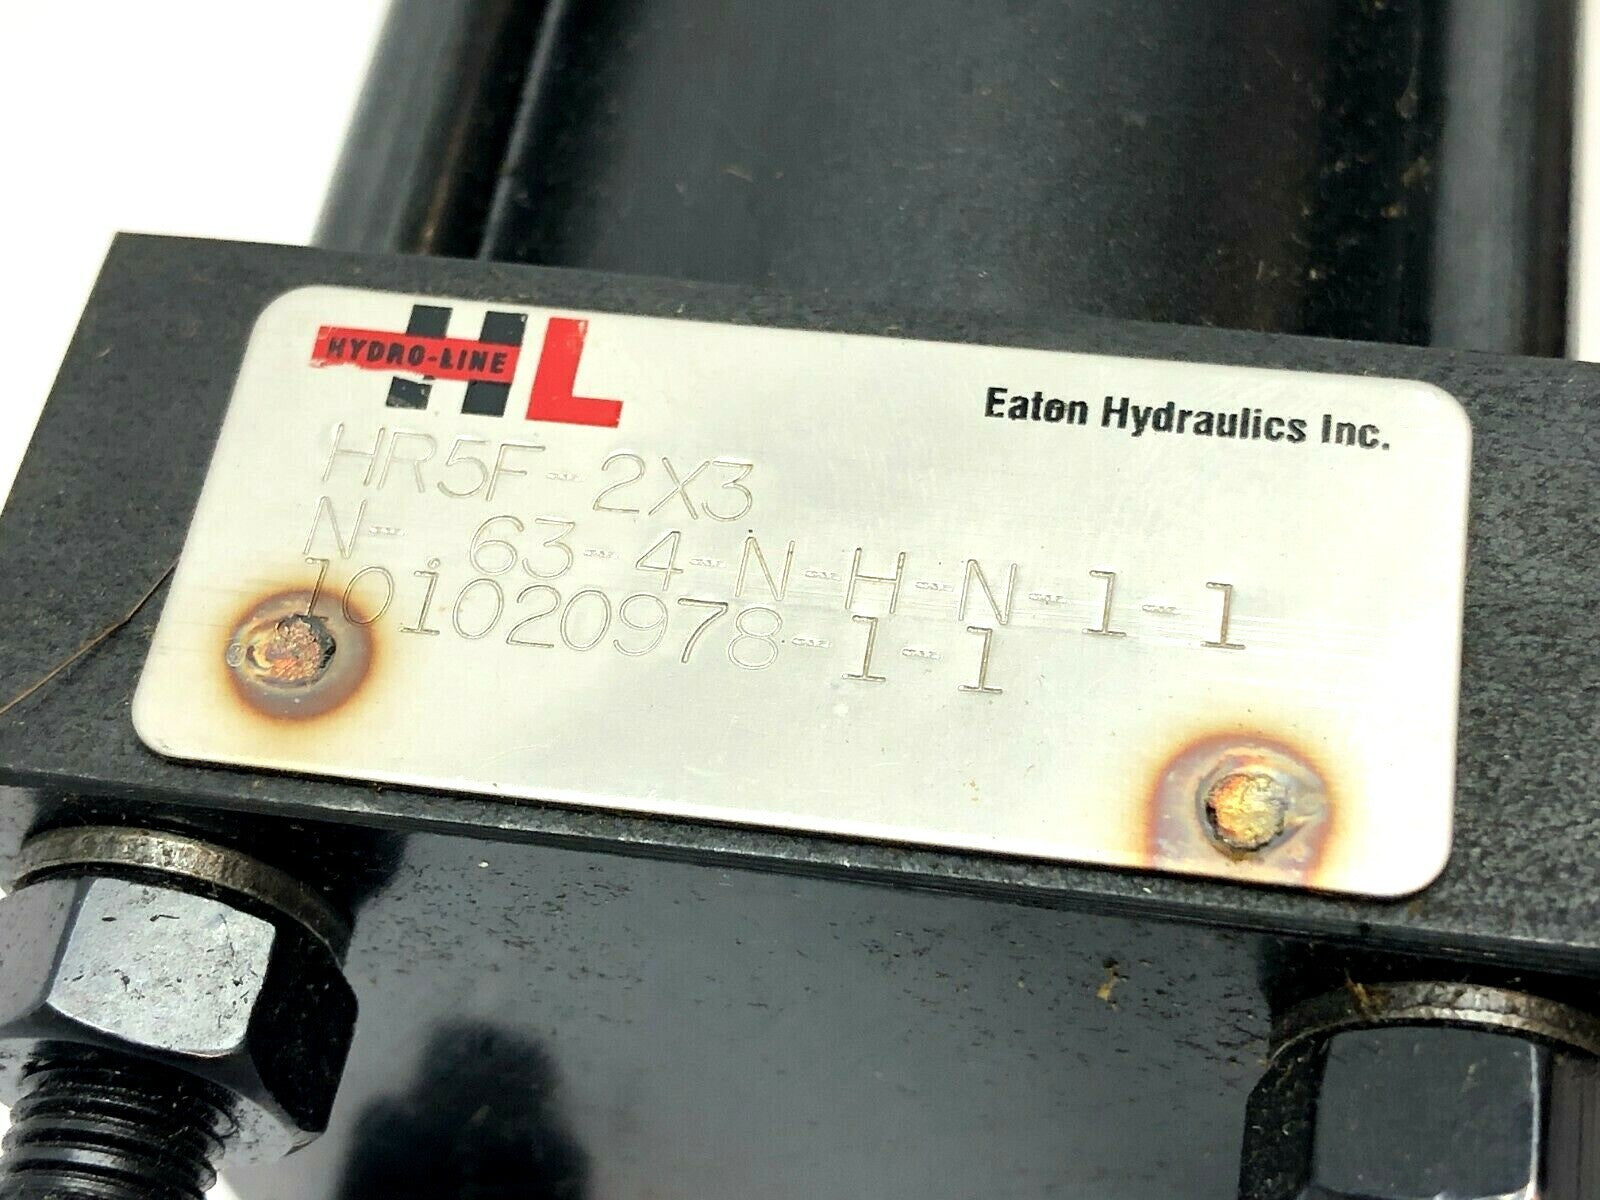 HYDRO-LINE
HL
Eaton Hydraulics Inc.
HR5F-2X3
N-.63-4-N-H-N-1-1
101020978-1-1